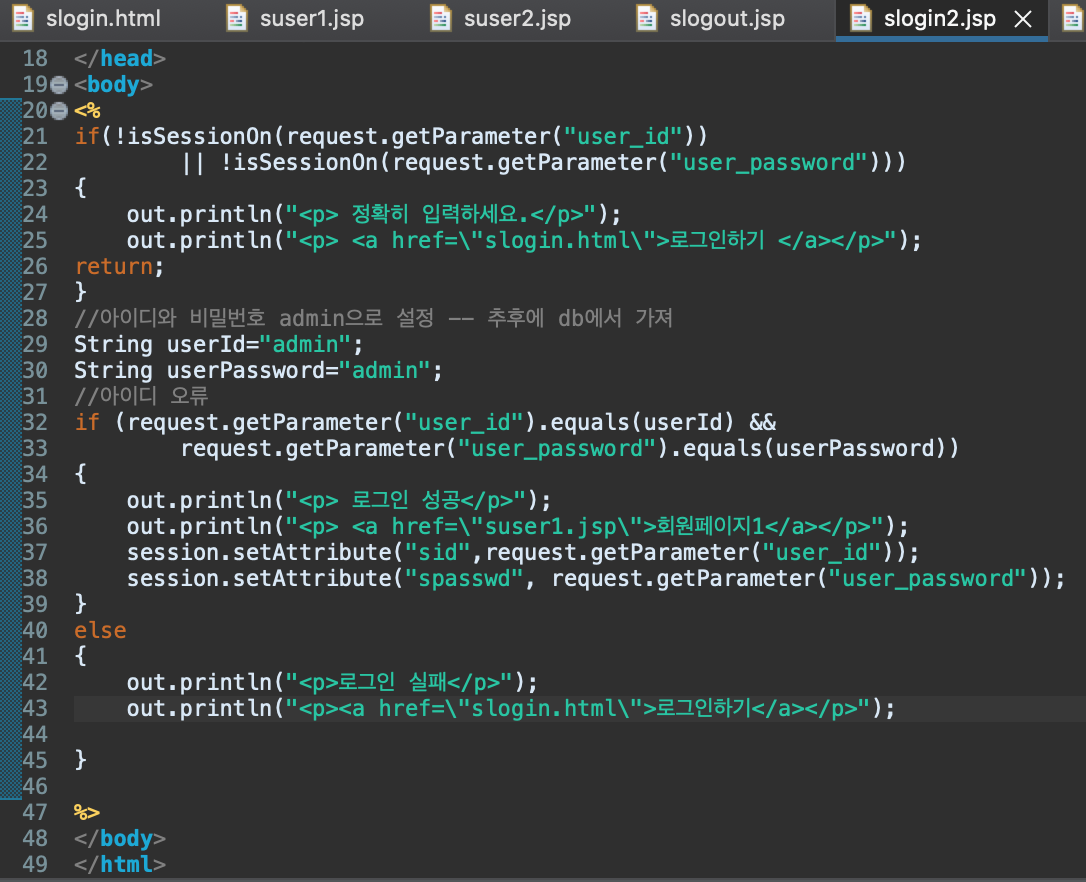 slogin.html suser1.jsp suser2.jsp slogout.jsp slogin2.jsp
18 </head>
19 <body>
20 <%
21 if(!isSessionOn(request.getParameter("user_id"))
22         || !isSessionOn(request.getParameter("user_password")))
23 {
24     out.println("<p> 정확히 입력하세요.</p>");
25     out.println("<p> <a href=\"slogin.html\">로그인하기 </a></p>");
26 return;
27 }
28 //아이디와 비밀번호 admin으로 설정 -- 추후에 db에서 가져
29 String userId="admin";
30 String userPassword="admin";
31 //아이디 오류
32 if (request.getParameter("user_id").equals(userId) &&
33         request.getParameter("user_password").equals(userPassword))
34 {
35     out.println("<p> 로그인 성공</p>");
36     out.println("<p> <a href=\"suser1.jsp\">회원페이지1</a></p>");
37     session.setAttribute("sid",request.getParameter("user_id"));
38     session.setAttribute("spasswd", request.getParameter("user_password"));
39 }
40 else
41 {
42     out.println("<p>로그인 실패</p>");
43     out.println("<p><a href=\"slogin.html\">로그인하기</a></p>");
44
45 }
46
47 %>
48 </body>
49 </html>